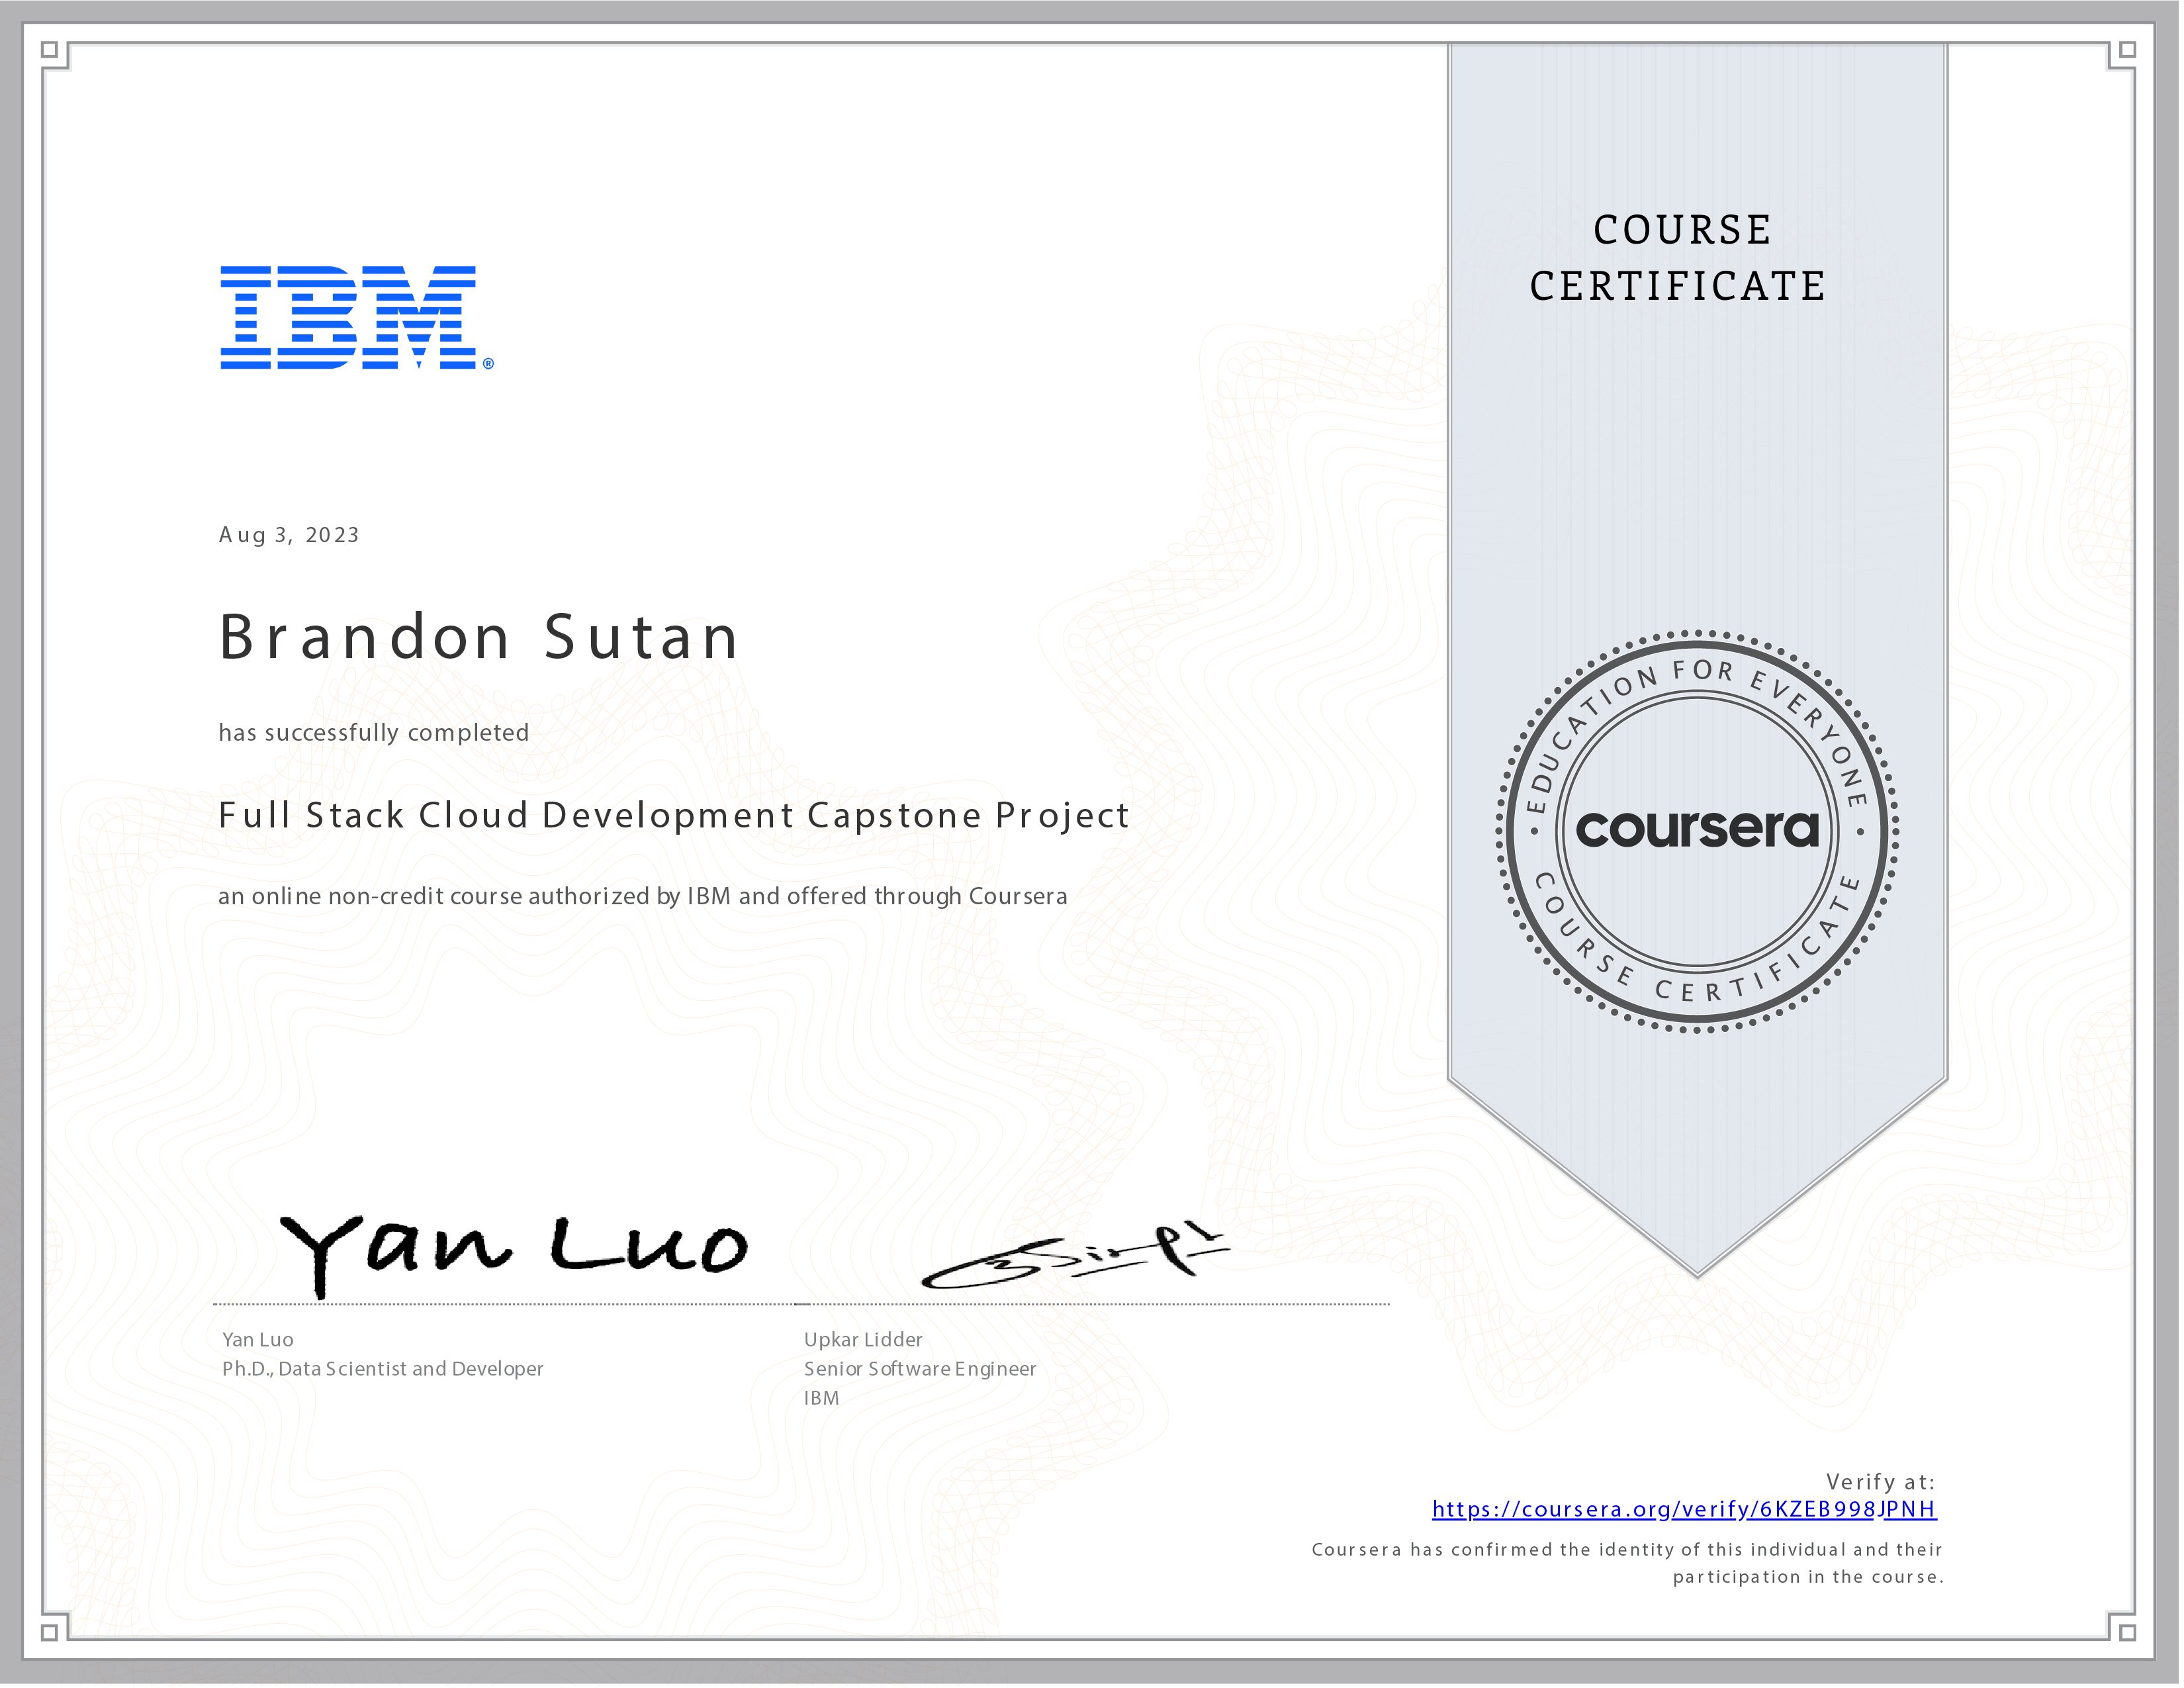 IBM®
COURSE
CERTIFICATE
Aug 3, 2023
Brandon Sutan
has successfully completed
Full Stack Cloud Development Capstone Project
an online non-credit course authorized by IBM and offered through Coursera
EDUCATION FOR EVERYONE
coursera
COURSE CERTIFICATE
Yan Luo
Yan Luo
Ph.D., Data Scientist and Developer
Upkar Lidder
Senior Software Engineer
IBM
Verify at:
https://coursera.org/verify/6KZEB998JPNH
Coursera has confirmed the identity of this individual and their
participation in the course.